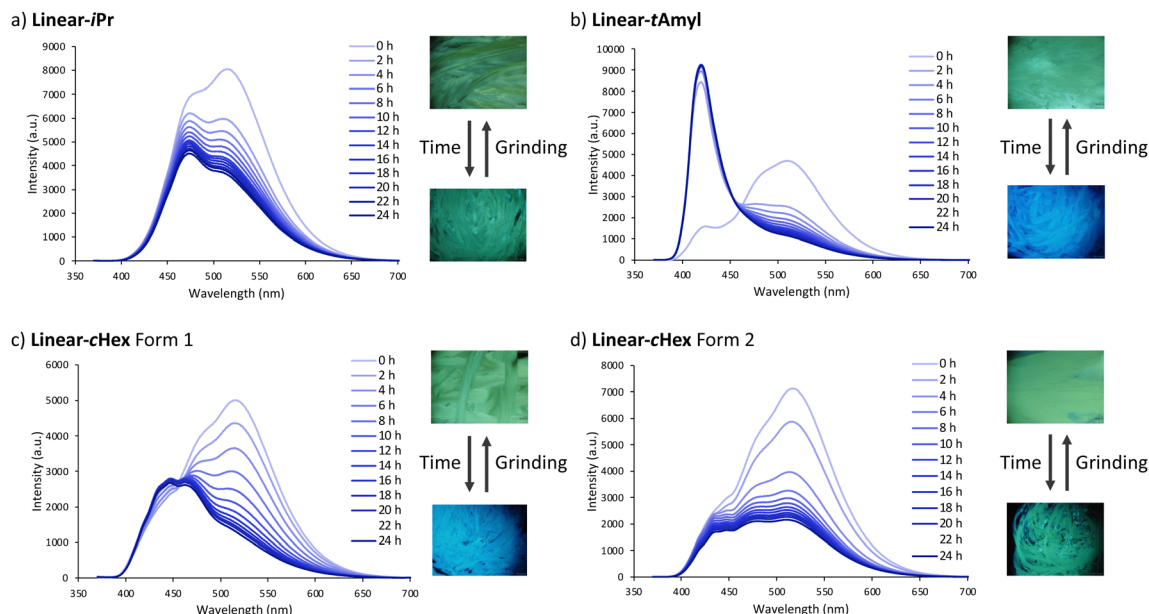 a) Linear-iPr
9000
8000
7000
6000
5000
4000
3000
2000
1000
0
Intensity (a.u.)
350 400 450 500 550 600 650 700
Wavelength (nm)
0 h
2 h
4 h
6 h
8 h
10 h
12 h
14 h
16 h
18 h
20 h
22 h
24 h
Time
Grinding
b) Linear-tAmyl
10000
9000
8000
7000
6000
5000
4000
3000
2000
1000
0
Intensity (a.u.)
350 400 450 500 550 600 650 700
Wavelength (nm)
0 h
2 h
4 h
6 h
8 h
10 h
12 h
14 h
16 h
18 h
20 h
22 h
24 h
Time
Grinding
c) Linear-cHex Form 1
6000
5000
4000
3000
2000
1000
0
Intensity (a.u.)
350 400 450 500 550 600 650 700
Wavelength (nm)
0 h
2 h
4 h
6 h
8 h
10 h
12 h
14 h
16 h
18 h
20 h
22 h
24 h
Time
Grinding
d) Linear-cHex Form 2
8000
7000
6000
5000
4000
3000
2000
1000
0
Intensity (a.u.)
350 400 450 500 550 600 650 700
Wavelength (nm)
0 h
2 h
4 h
6 h
8 h
10 h
12 h
14 h
16 h
18 h
20 h
22 h
24 h
Time
Grinding